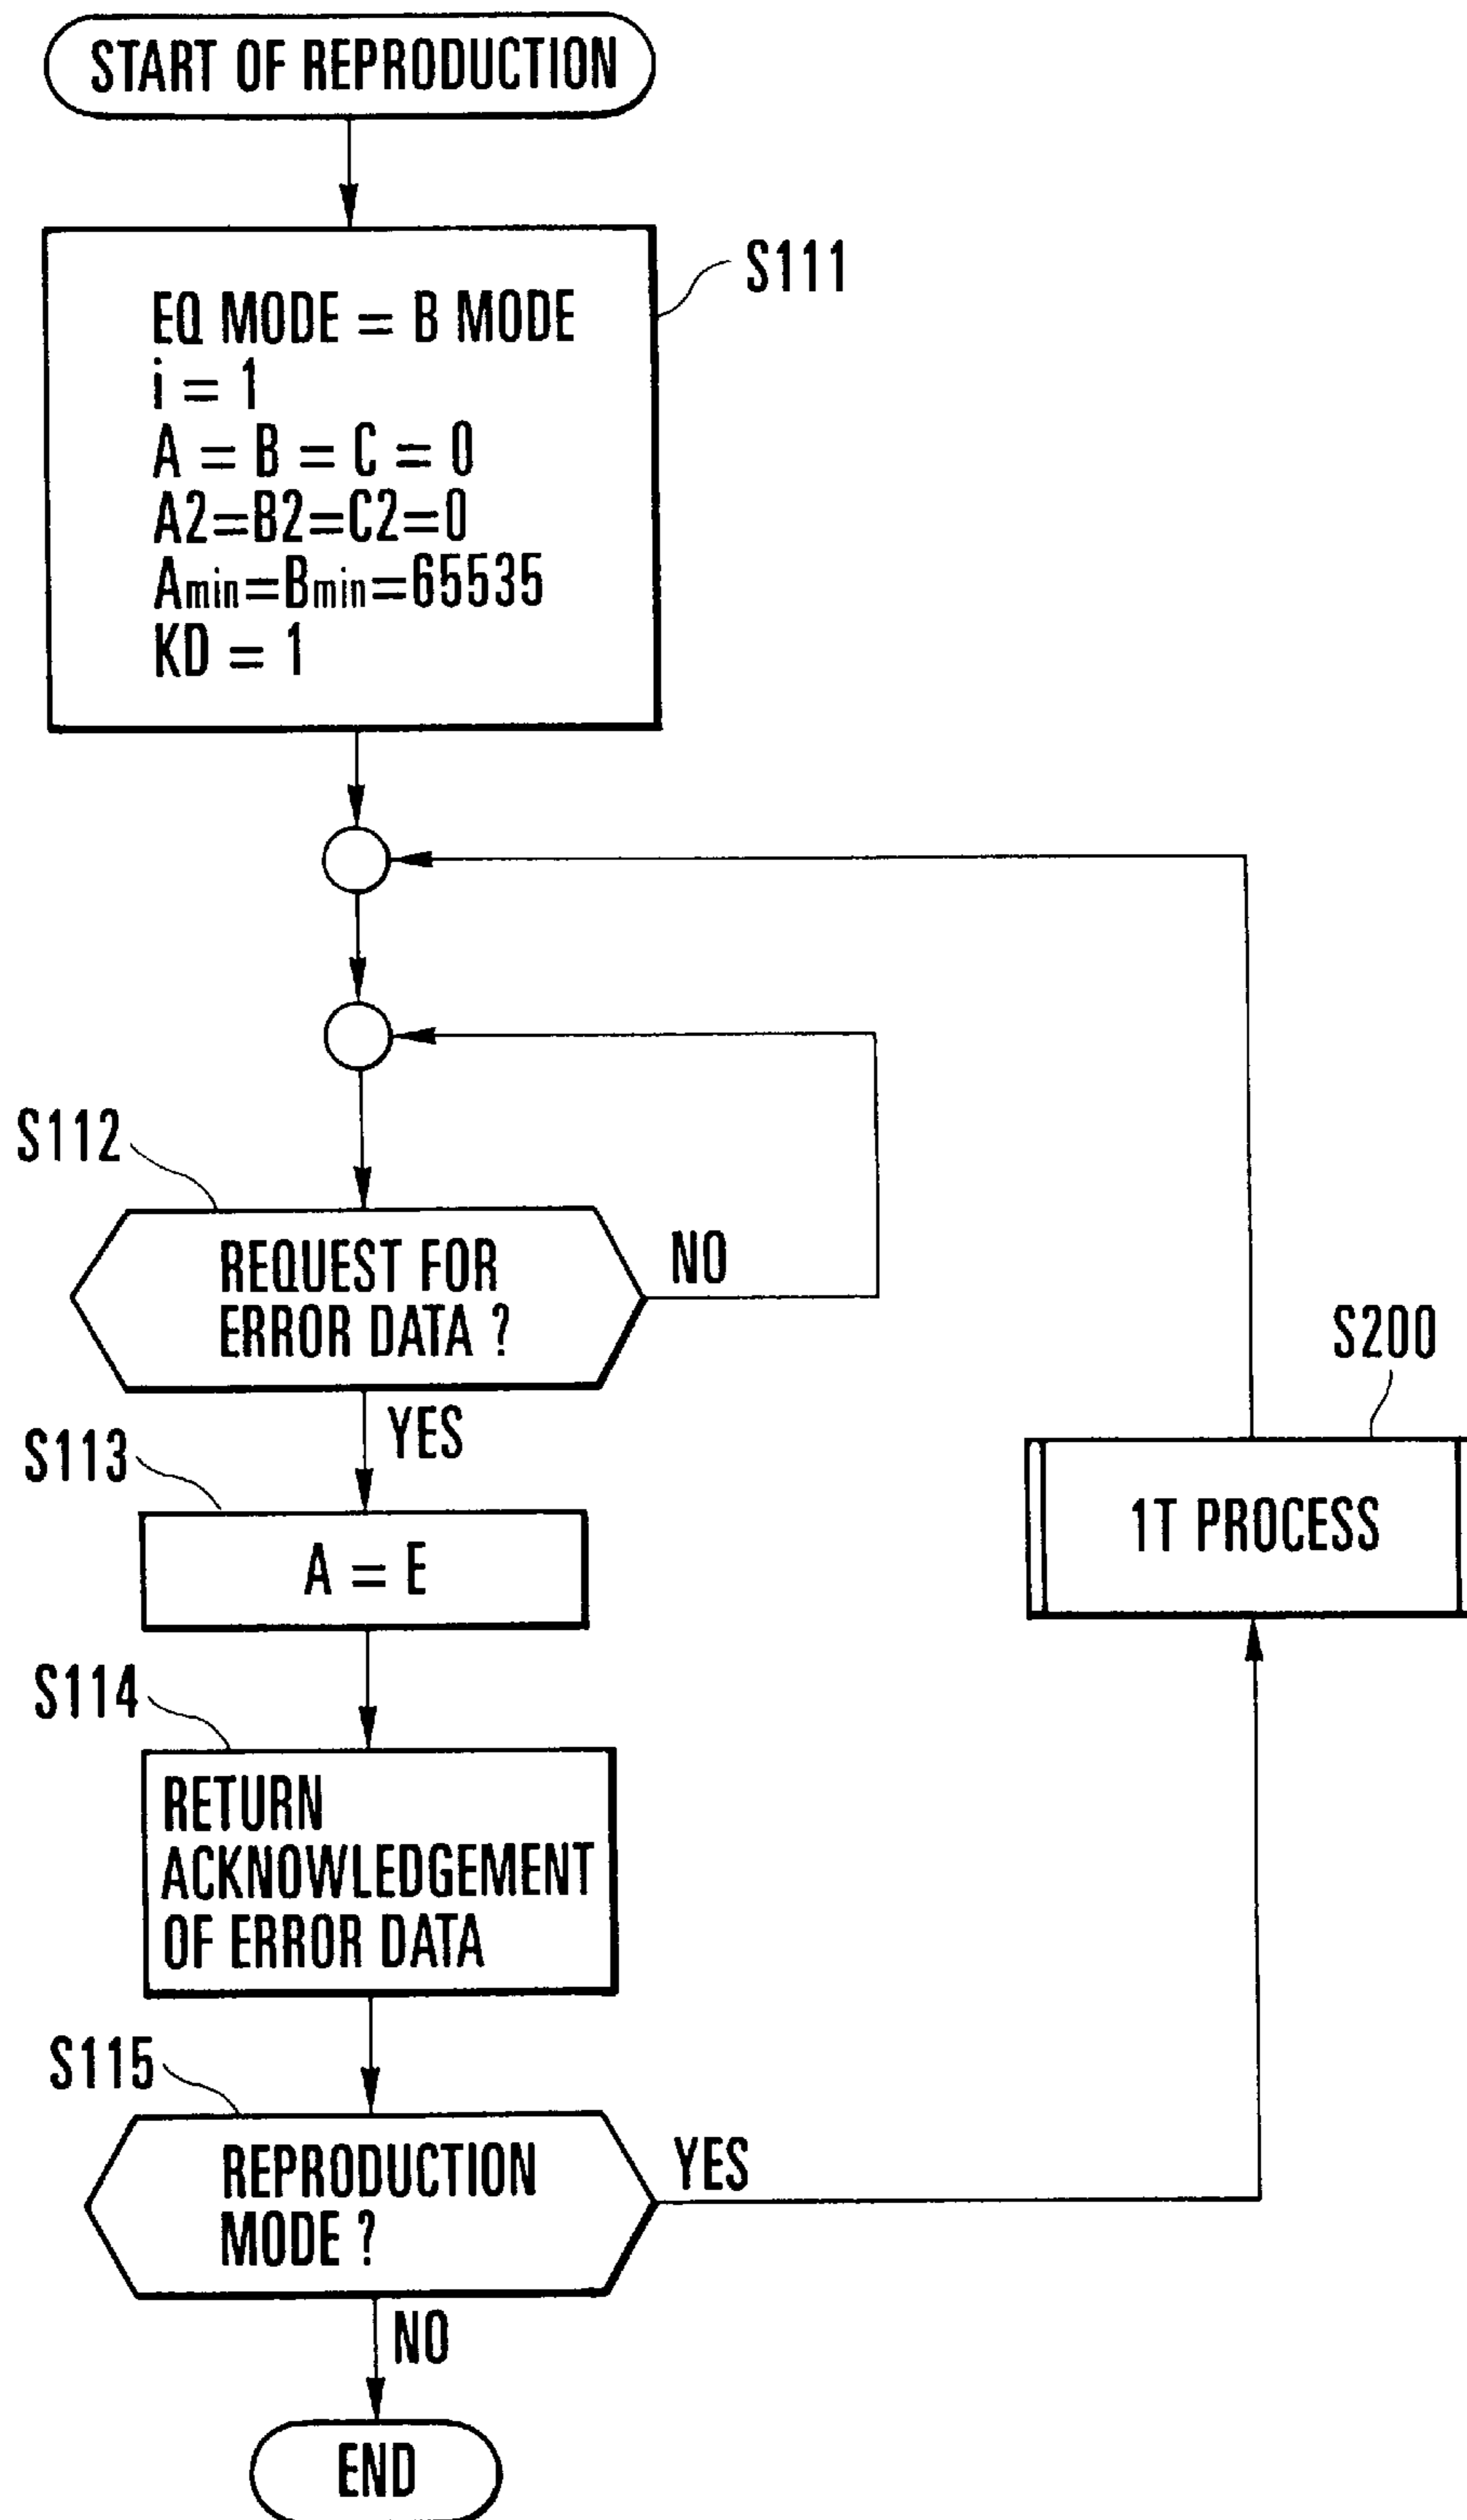 START OF REPRODUCTION
S111
EQ MODE = B MODE
i = 1
A = B = C = 0
A2=B2=C2=0
Amin=Bmin=65535
KD = 1
S112
REQUEST FOR
ERROR DATA ?
NO
YES
S200
1T PROCESS
S113
A = E
S114
RETURN
ACKNOWLEDGEMENT
OF ERROR DATA
S115
REPRODUCTION
MODE ?
YES
NO
END